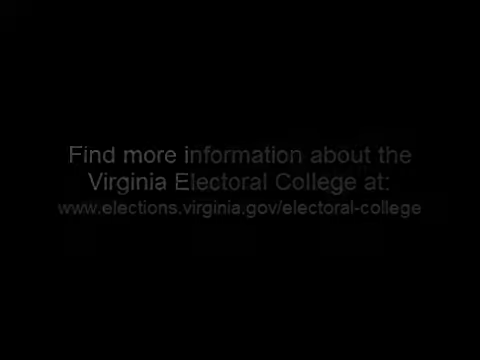 Find more information about the
Virginia Electoral College at:
www.elections.virginia.gov/electoral-college